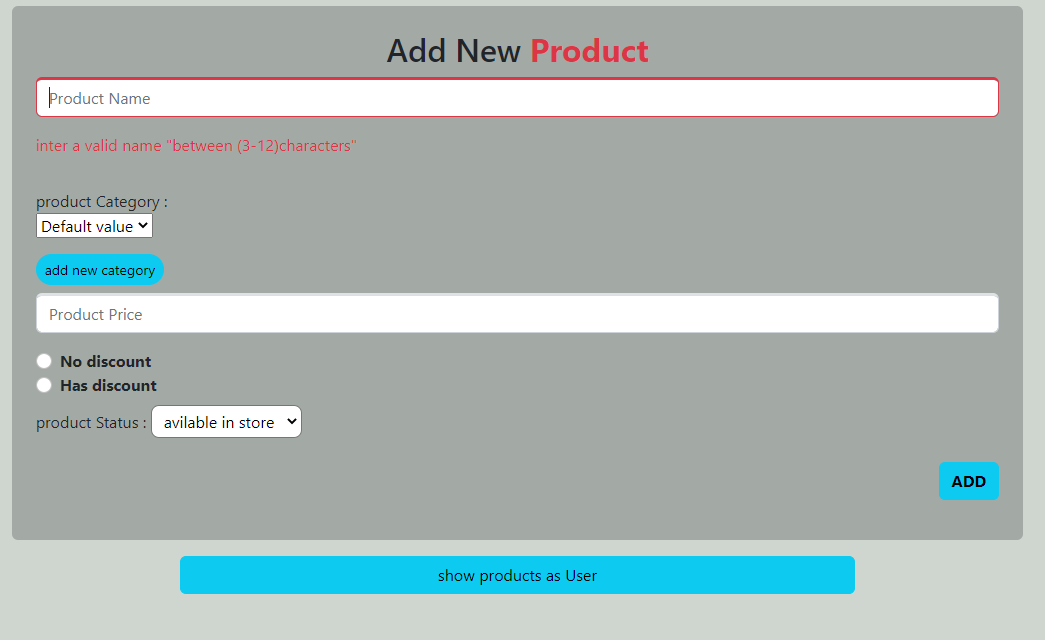 Add New Product
Product Name
inter a valid name "between (3-12)characters"
product Category :
Default value
add new category
Product Price
No discount
Has discount
product Status : avilable in store
ADD
show products as User